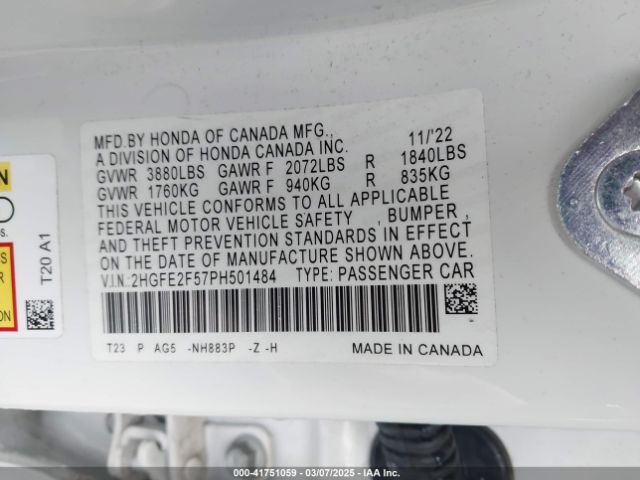 MFD.BY HONDA OF CANADA MFG., 11/'22
A DIVISION OF HONDA CANADA INC.
GVWR 3880LBS GAWR F 2072LBS R 1840LBS
GVWR 1760KG GAWR F 940KG R 835KG
THIS VEHICLE CONFORMS TO ALL APPLICABLE
FEDERAL MOTOR VEHICLE SAFETY , BUMPER ,
AND THEFT PREVENTION STANDARDS IN EFFECT
ON THE DATE OF MANUFACTURE SHOWN ABOVE.
V.I.N.:2HGFE2F57PH501484 TYPE: PASSENGER CAR
T23 P AG5 -NH883P -Z -H MADE IN CANADA
N
s.
T20 A1
S
R
ION
000-41751059 — 03/07/2025 — IAA Inc.